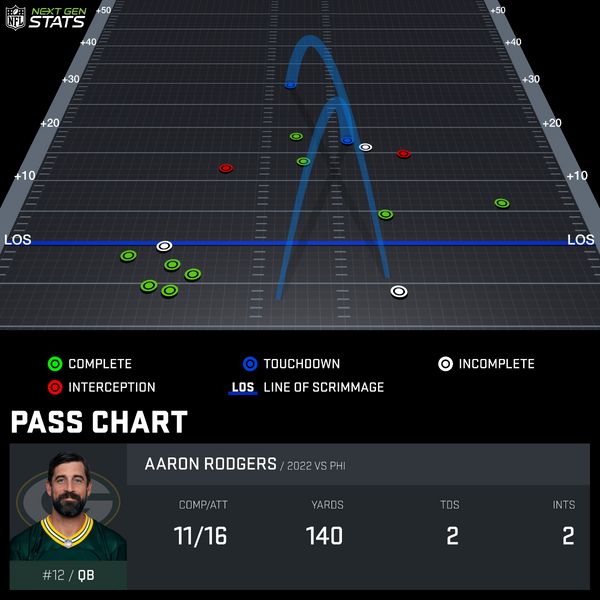 NFL NEXT GEN STATS
+50 +50
+30 +30
+20 +20
+10 +10
LOS LOS
COMPLETE TOUCHDOWN INCOMPLETE
INTERCEPTION LOS LINE OF SCRIMMAGE
PASS CHART
AARON RODGERS / 2022 VS PHI
COMP/ATT YARDS TDS INTS
11/16 140 2 2
#12 / QB